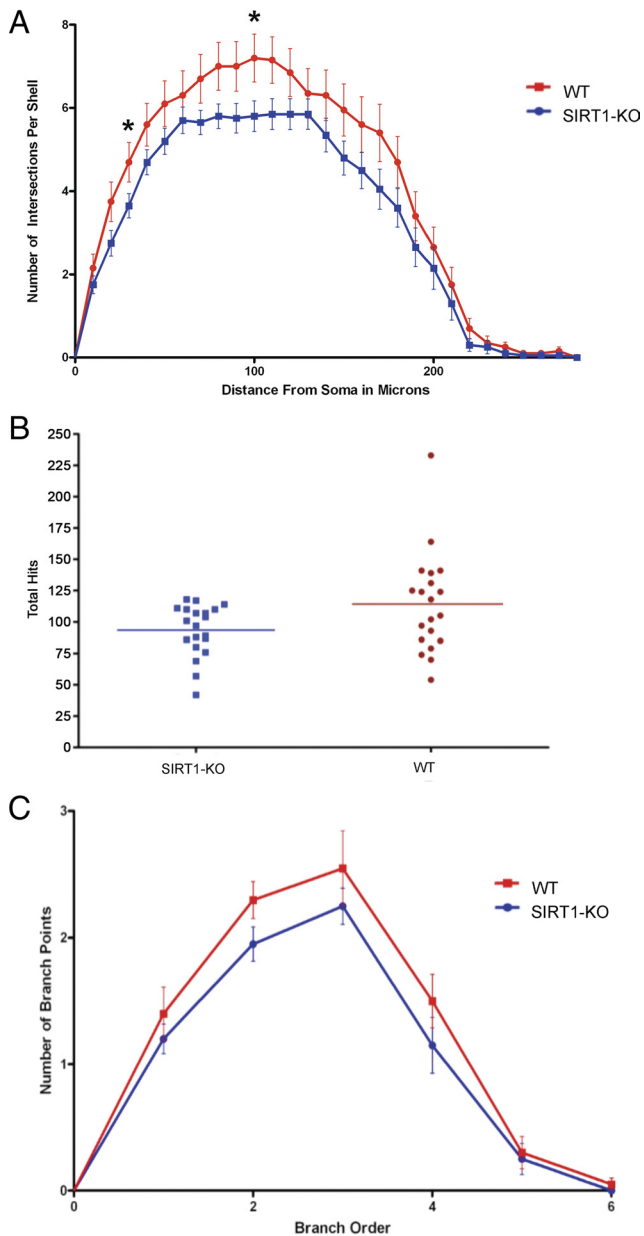 A
*
*
WT
SIRT1-KO
Number of Intersections Per Shell
8
6
4
2
0
0
100
200
Distance From Soma in Microns
B
Total Hits
250
225
200
175
150
125
100
75
50
25
0
SIRT1-KO
WT
C
WT
SIRT1-KO
Number of Branch Points
3
2
1
0
0
2
4
6
Branch Order